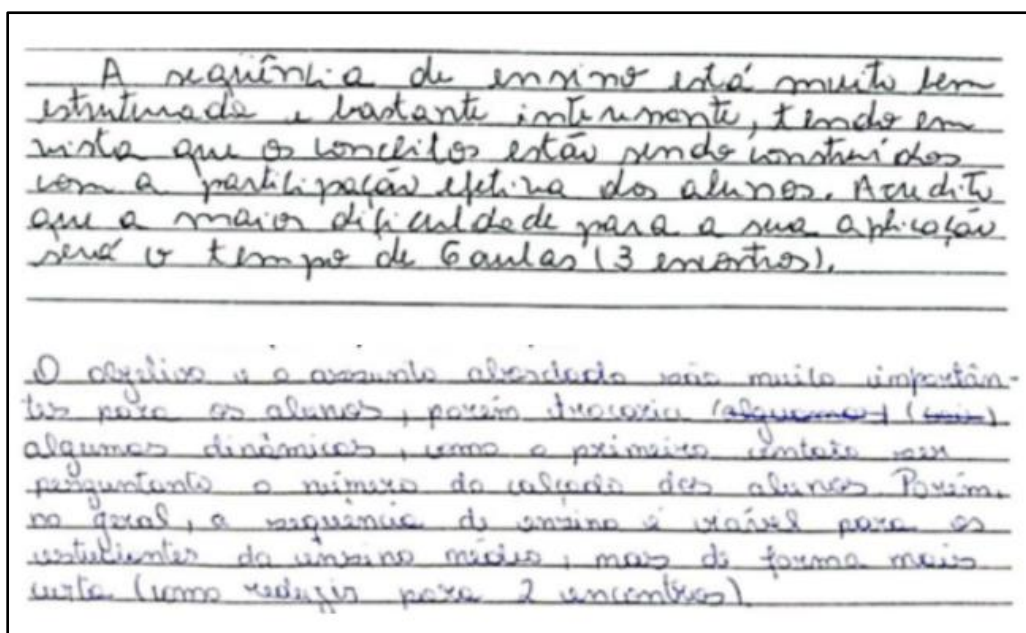 A sequência de ensino está muito bem
estruturada e bastante interessante, tendo em
vista que os conceitos estão sendo construídos
com a participação efetiva dos alunos. Acredito
que a maior dificuldade para a sua aplicação
será o tempo de 6 aulas (3 encontros).
O objetivo e o assunto abordado são muito importân-
tes para os alunos, porém trocaria (algumas) (
algumas dinâmicas, como o primeiro contato ser
perguntanto o número do calçado dos alunos. Porém,
no geral, a sequência de ensino é viável para os
estudantes do ensino médio, mas de forma mais
curta (como reduzir para 2 encontros).